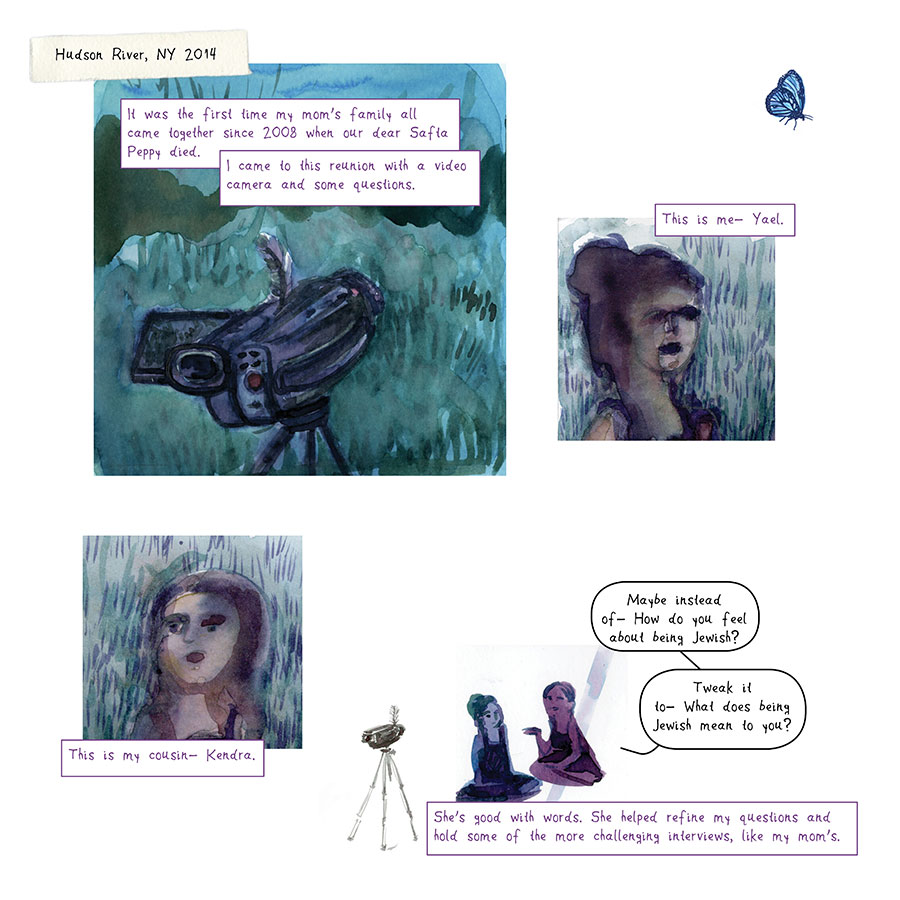 Hudson River, NY 2014
It was the first time my mom's family all
came together since 2008 when our dear Safta
Peppy died.
I came to this reunion with a video
camera and some questions.
This is me– Yael.
This is my cousin– Kendra.
Maybe instead
of– How do you feel
about being Jewish?
Tweak it
to– What does being
Jewish mean to you?
She's good with words. She helped refine my questions and
hold some of the more challenging interviews, like my mom's.